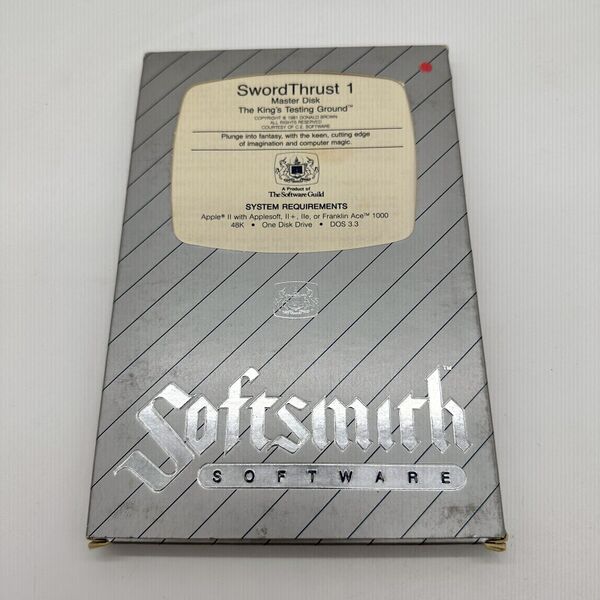 SwordThrust 1
Master Disk
The King's Testing Ground™
COPYRIGHT © 1981 DONALD BROWN
ALL RIGHTS RESERVED
COURTESY OF C.E. SOFTWARE
Plunge into fantasy, with the keen, cutting edge
of imagination and computer magic.
A Product of
The Software Guild
SYSTEM REQUIREMENTS
Apple® II with Applesoft, II+, IIe, or Franklin Ace™ 1000
48K • One Disk Drive • DOS 3.3
Softsmith™
SOFTWARE